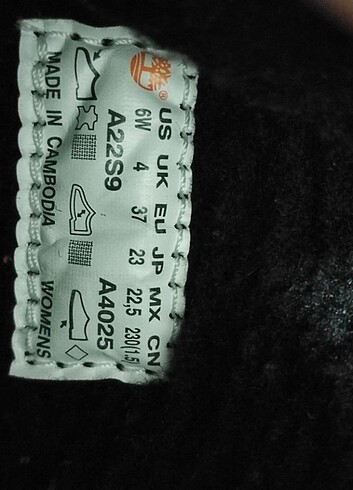 US UK EU JP MX CN
6W 4 37 23 22,5 230(1.5
A22S9 A4025
MADE IN CAMBODIA WOMENS